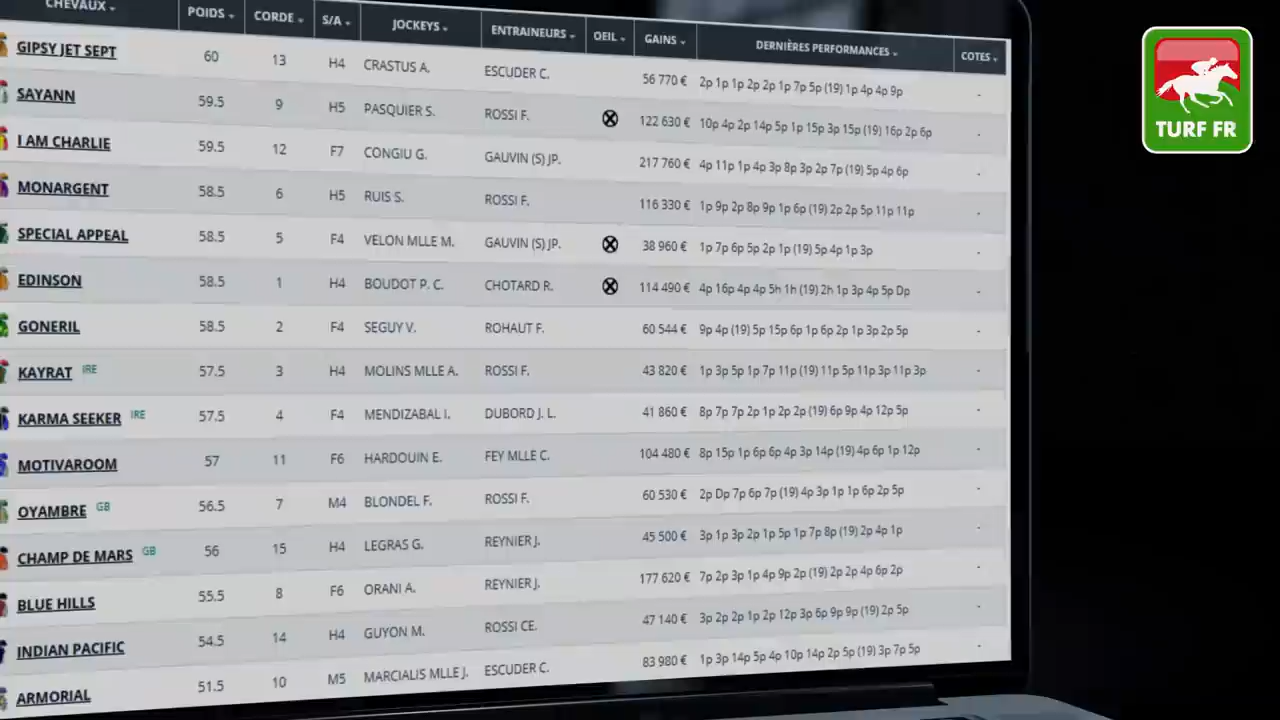 CHEVAUX POIDS CORDE S/A JOCKEYS ENTRAINEURS OEIL GAINS DERNIÈRES PERFORMANCES COTES
GIPSY JET SEPT 60 13 H4 CRASTUS A. ESCUDER C. 56 770 € 2p 1p 1p 2p 2p 1p 7p 5p (19) 1p 4p 4p 9p -
SAYANN 59.5 9 H5 PASQUIER S. ROSSI F. 122 630 € 10p 4p 2p 14p 5p 1p 15p 3p 15p (19) 16p 2p 6p -
I AM CHARLIE 59.5 12 F7 CONGIU G. GAUVIN (S) JP. 217 760 € 4p 11p 1p 4p 3p 8p 3p 2p 7p (19) 5p 4p 6p -
MONARGENT 58.5 6 H5 RUIS S. ROSSI F. 116 330 € 1p 9p 2p 8p 9p 1p 6p (19) 2p 2p 5p 11p 11p -
SPECIAL APPEAL 58.5 5 F4 VELON MLLE M. GAUVIN (S) JP. 38 960 € 1p 7p 6p 5p 2p 1p (19) 5p 4p 1p 3p -
EDINSON 58.5 1 H4 BOUDOT P. C. CHOTARD R. 114 490 € 4p 16p 4p 4p 5h 1h (19) 2h 1p 3p 4p 5p Dp -
GONERIL 58.5 2 F4 SEGUY V. ROHAUT F. 60 544 € 9p 4p (19) 5p 15p 6p 1p 6p 2p 1p 3p 2p 5p -
KAYRAT IRE 57.5 3 H4 MOLINS MLLE A. ROSSI F. 43 820 € 1p 3p 5p 1p 7p 11p (19) 11p 5p 11p 3p 11p 3p -
KARMA SEEKER IRE 57.5 4 F4 MENDIZABAL I. DUBORD J. L. 41 860 € 8p 7p 7p 2p 1p 2p 2p (19) 6p 9p 4p 12p 5p -
MOTIVAROOM 57 11 F6 HARDOUIN E. FEY MLLE C. 104 480 € 8p 15p 1p 6p 6p 4p 3p 14p (19) 4p 6p 1p 12p -
OYAMBRE GB 56.5 7 M4 BLONDEL F. ROSSI F. 60 530 € 2p Dp 7p 6p 7p (19) 4p 3p 1p 1p 6p 2p 5p -
CHAMP DE MARS GB 56 15 H4 LEGRAS G. REYNIER J. 45 500 € 3p 1p 3p 2p 1p 5p 1p 7p 8p (19) 2p 4p 1p -
BLUE HILLS 55.5 8 F6 ORANI A. REYNIER J. 177 620 € 7p 2p 3p 1p 4p 9p 2p (19) 2p 2p 4p 6p 2p -
INDIAN PACIFIC 54.5 14 H4 GUYON M. ROSSI CE. 47 140 € 3p 2p 2p 1p 2p 12p 3p 6p 9p 9p (19) 2p 5p -
ARMORIAL 51.5 10 M5 MARCIALIS MLLE J. ESCUDER C. 83 980 € 1p 3p 14p 5p 4p 10p 14p 2p 5p (19) 3p 7p 5p -
TURF FR